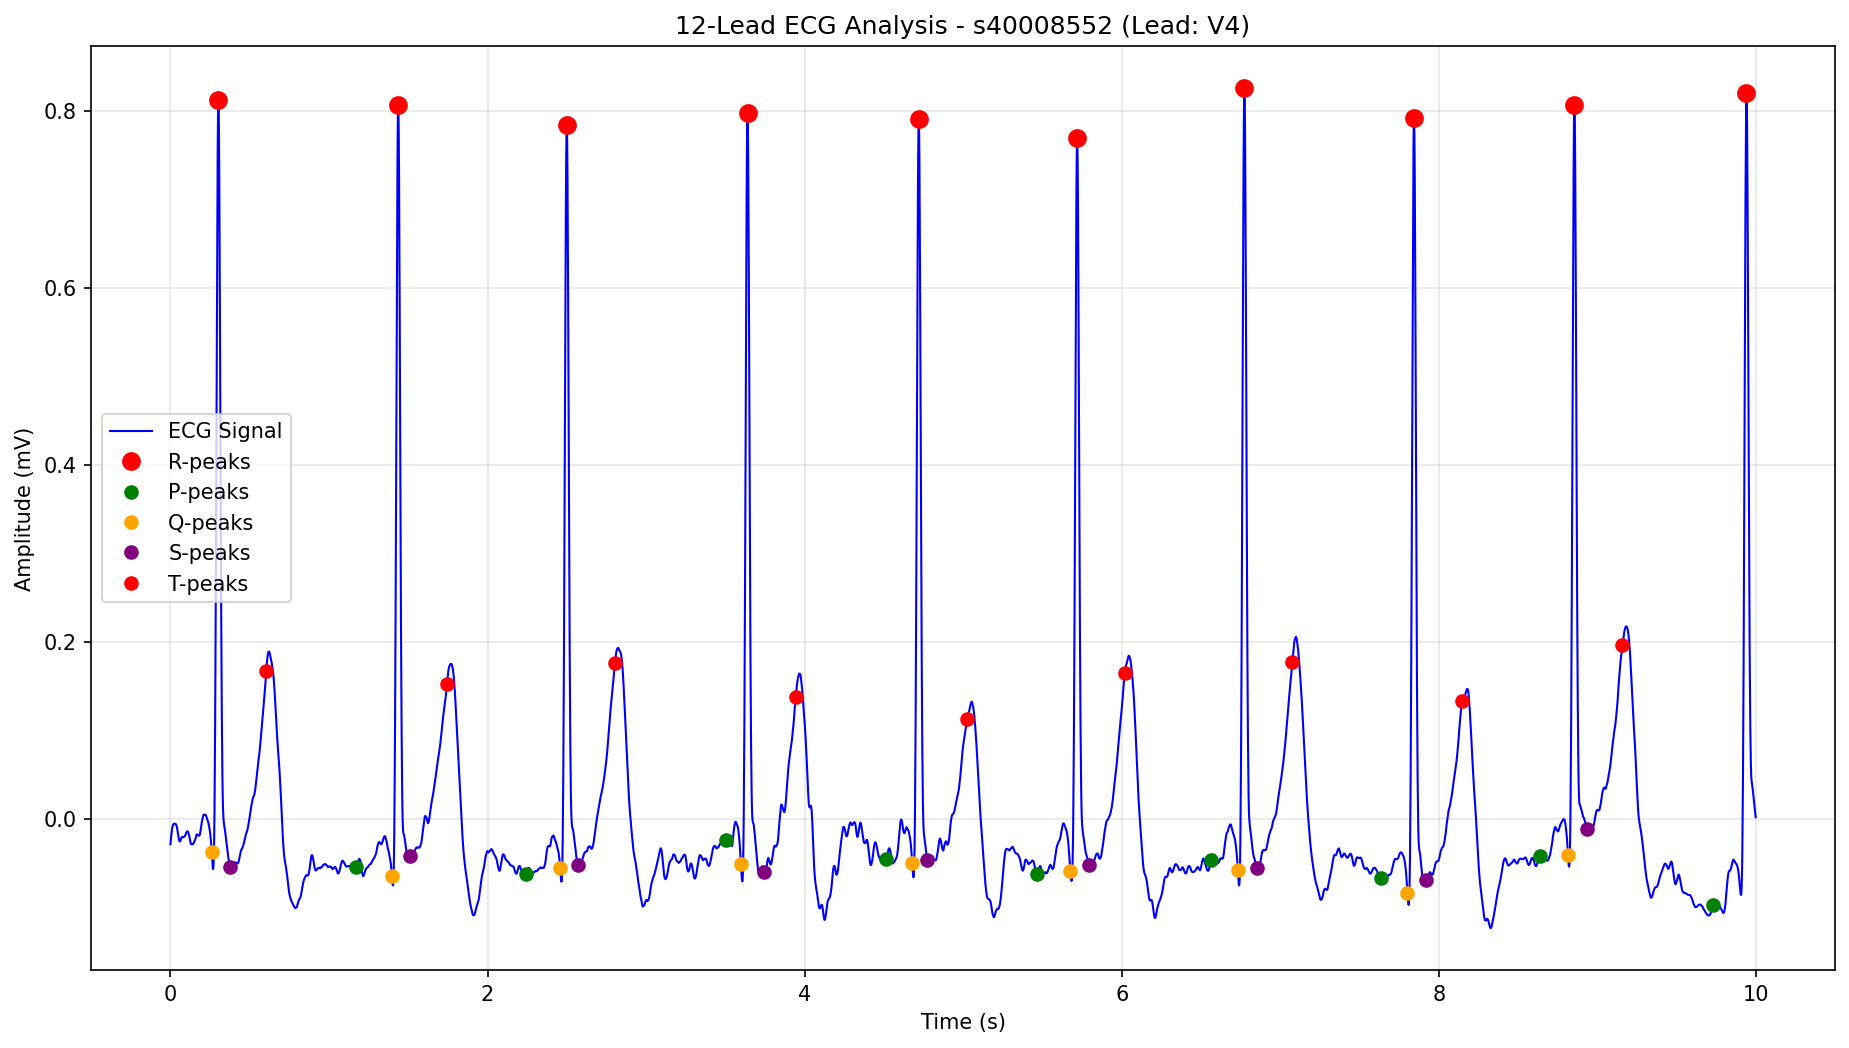 12-Lead ECG Analysis - s40008552 (Lead: V4)
0.8
0.6
0.4
0.2
0.0
Amplitude (mV)
ECG Signal
R-peaks
P-peaks
Q-peaks
S-peaks
T-peaks
0 2 4 6 8 10
Time (s)